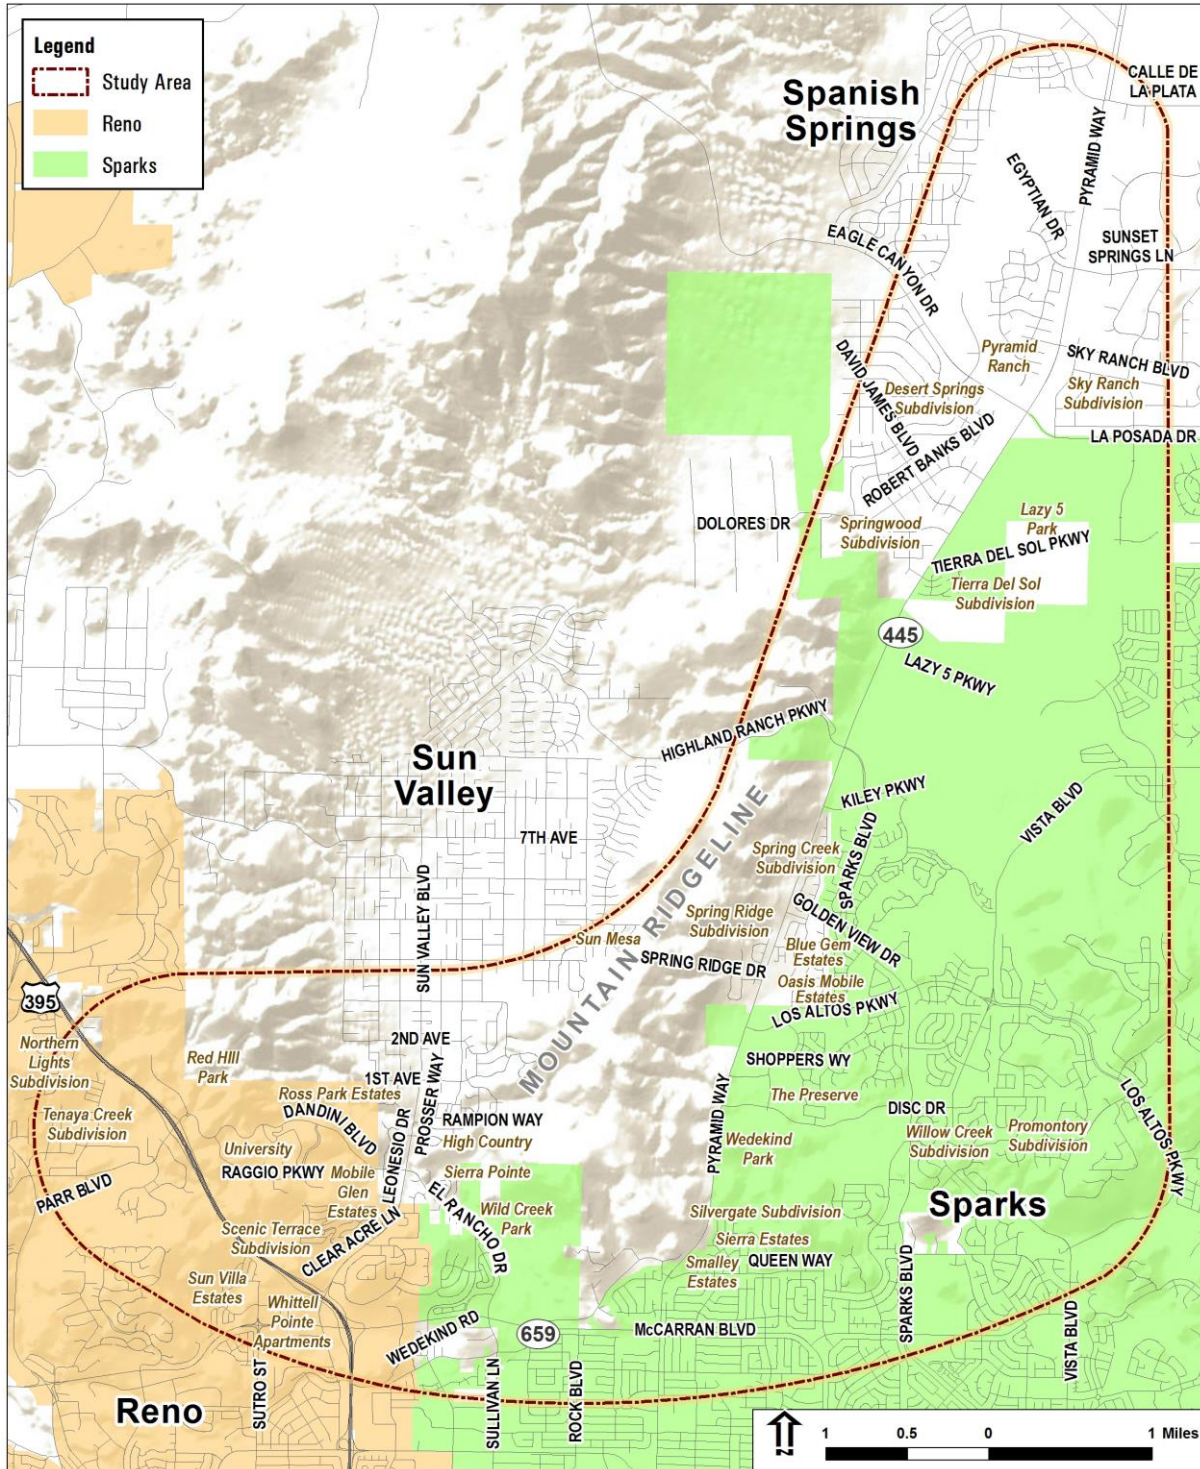 Legend
Study Area
Reno
Sparks
Spanish
Springs
CALLE DE
LA PLATA
PYRAMID WAY
EGYPTIAN DR
SUNSET
SPRINGS LN
EAGLE CANYON DR
DAVID JAMES BLVD
Pyramid
Ranch
SKY RANCH BLVD
Desert Springs
Subdivision
Sky Ranch
Subdivision
ROBERT BANKS BLVD
LA POSADA DR
DOLORES DR
Springwood
Subdivision
Lazy 5
Park
TIERRA DEL SOL PKWY
Tierra Del Sol
Subdivision
445
LAZY 5 PKWY
HIGHLAND RANCH PKWY
Sun
Valley
KILEY PKWY
VISTA BLVD
7TH AVE
MOUNTAIN RIDGELINE
Spring Creek
Subdivision
SPARKS BLVD
SUN VALLEY BLVD
Spring Ridge
Subdivision
GOLDEN VIEW DR
Sun Mesa
SPRING RIDGE DR
Blue Gem
Estates
Oasis Mobile
Estates
LOS ALTOS PKWY
395
Northern
Lights
Subdivision
Red HIll
Park
2ND AVE
1ST AVE
PROSSER WAY
SHOPPERS WY
Ross Park Estates
DANDINI BLVD
LEONESIO DR
The Preserve
PYRAMID WAY
Tenaya Creek
Subdivision
RAMPION WAY
High Country
DISC DR
LOS ALTOS PKWY
University
RAGGIO PKWY
Wedekind
Park
Willow Creek
Subdivision
Promontory
Subdivision
Mobile
Glen
Estates
Sierra Pointe
PARR BLVD
EL RANCHO DR
Wild Creek
Park
Silvergate Subdivision
Sparks
Scenic Terrace
Subdivision
CLEAR ACRE LN
Sierra Estates
Smalley
Estates
QUEEN WAY
SPARKS BLVD
Sun Villa
Estates
Whittell
Pointe
Apartments
WEDEKIND RD
659
McCARRAN BLVD
VISTA BLVD
SUTRO ST
SULLIVAN LN
ROCK BLVD
Reno
N
1 0.5 0 1 Miles